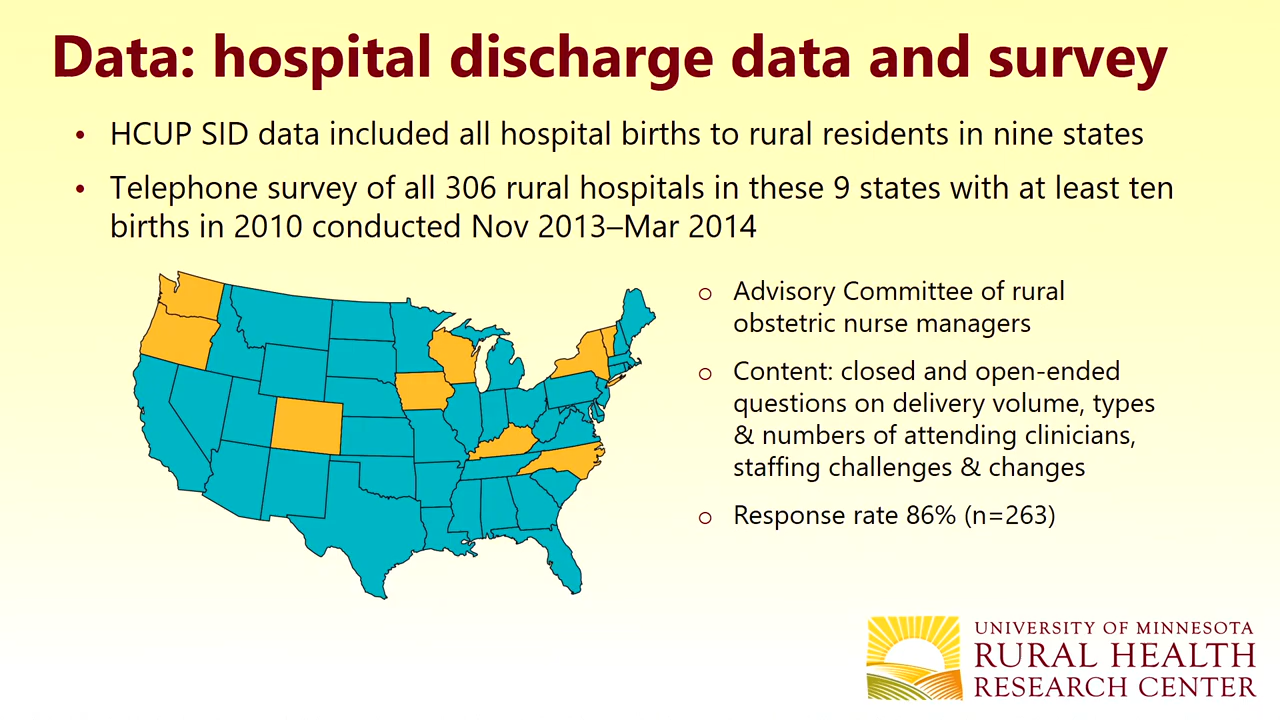 Data: hospital discharge data and survey
• HCUP SID data included all hospital births to rural residents in nine states
• Telephone survey of all 306 rural hospitals in these 9 states with at least ten
births in 2010 conducted Nov 2013–Mar 2014
o Advisory Committee of rural
obstetric nurse managers
o Content: closed and open-ended
questions on delivery volume, types
& numbers of attending clinicians,
staffing challenges & changes
o Response rate 86% (n=263)
UNIVERSITY OF MINNESOTA
RURAL HEALTH
RESEARCH CENTER